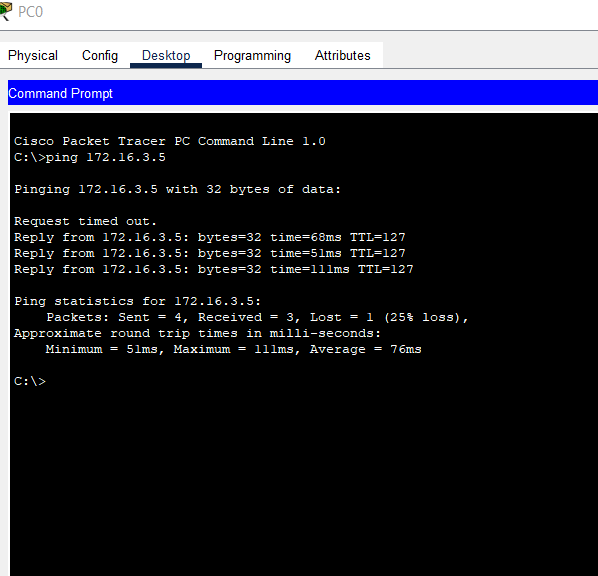 PC0
Physical Config Desktop Programming Attributes
Command Prompt
Cisco Packet Tracer PC Command Line 1.0
C:\>ping 172.16.3.5
Pinging 172.16.3.5 with 32 bytes of data:
Request timed out.
Reply from 172.16.3.5: bytes=32 time=68ms TTL=127
Reply from 172.16.3.5: bytes=32 time=51ms TTL=127
Reply from 172.16.3.5: bytes=32 time=111ms TTL=127
Ping statistics for 172.16.3.5:
Packets: Sent = 4, Received = 3, Lost = 1 (25% loss),
Approximate round trip times in milli-seconds:
Minimum = 51ms, Maximum = 111ms, Average = 76ms
C:\>